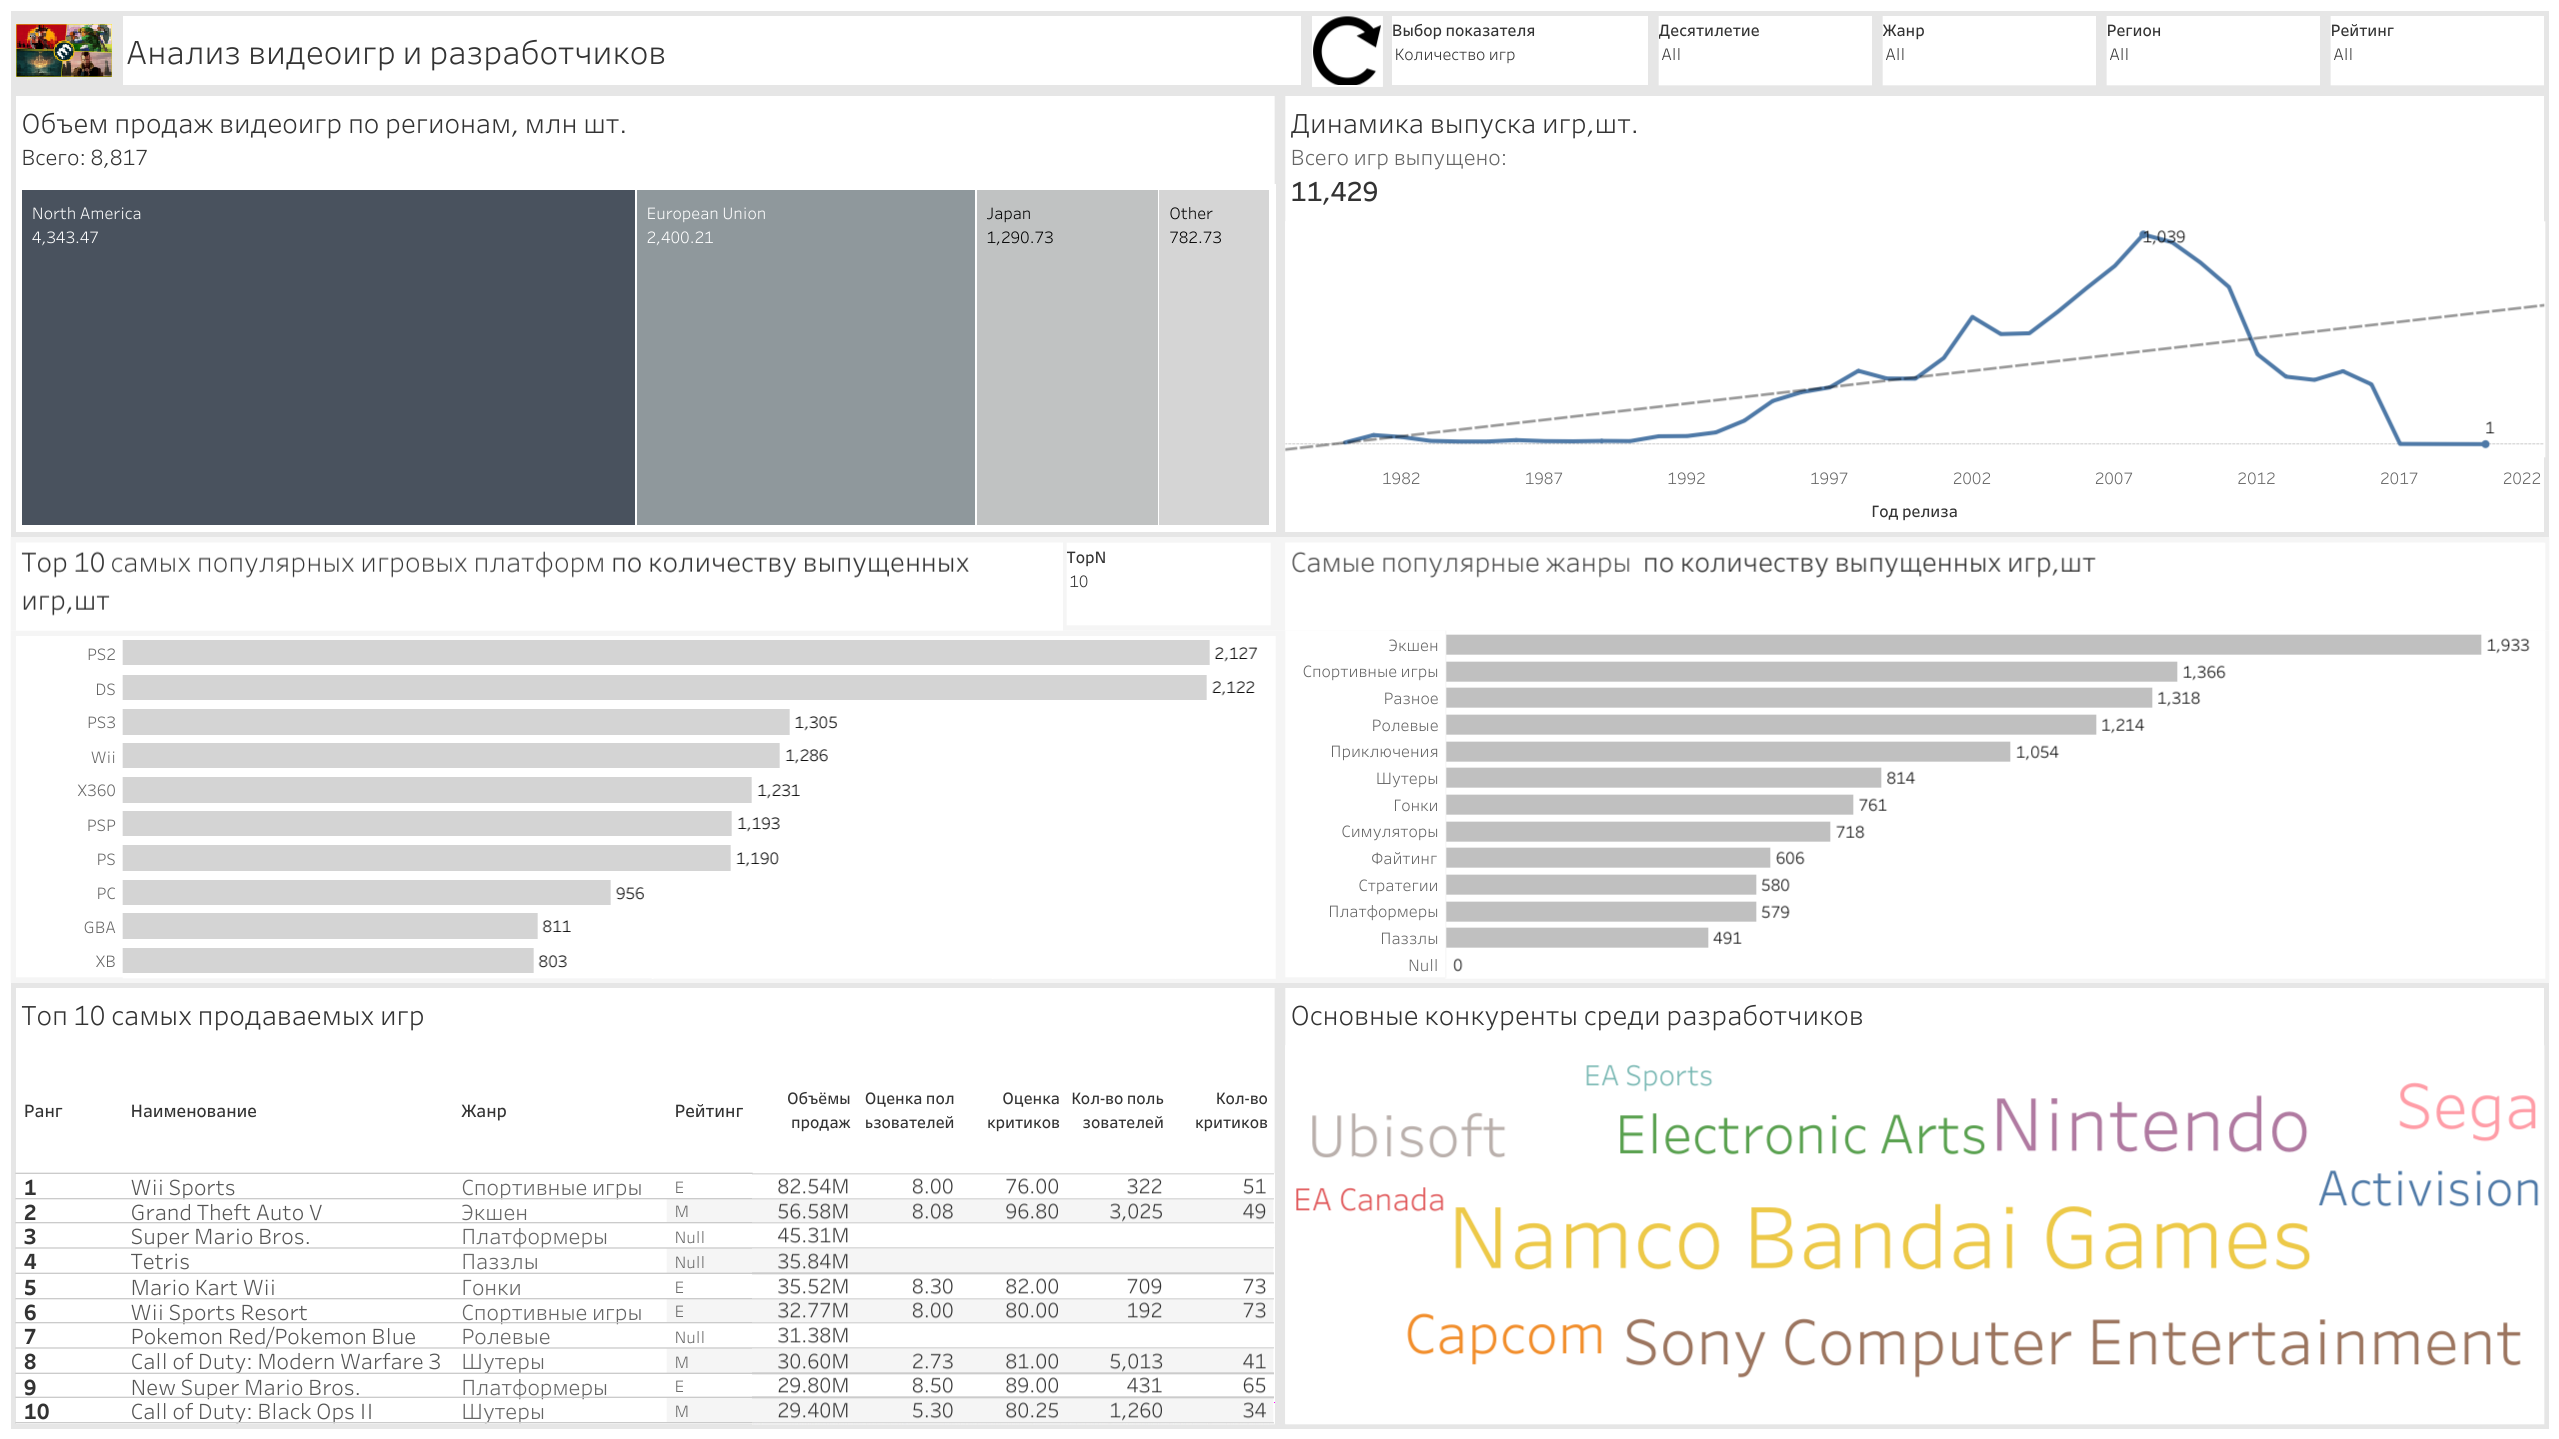 Анализ видеоигр и разработчиков
Выбор показателя
Количество игр
Десятилетие
All
Жанр
All
Регион
All
Рейтинг
All
Объем продаж видеоигр по регионам, млн шт.
Всего: 8,817
North America
4,343.47
European Union
2,400.21
Japan
1,290.73
Other
782.73
Динамика выпуска игр,шт.
Всего игр выпущено:
11,429
1,039
1
1982 1987 1992 1997 2002 2007 2012 2017 2022
Год релиза
Top 10 самых популярных игровых платформ по количеству выпущенных
игр,шт
TopN
10
PS2 2,127
DS 2,122
PS3 1,305
Wii 1,286
X360 1,231
PSP 1,193
PS 1,190
PC 956
GBA 811
XB 803
Самые популярные жанры по количеству выпущенных игр,шт
Экшен 1,933
Спортивные игры 1,366
Разное 1,318
Ролевые 1,214
Приключения 1,054
Шутеры 814
Гонки 761
Симуляторы 718
Файтинг 606
Стратегии 580
Платформеры 579
Паззлы 491
Null 0
Топ 10 самых продаваемых игр
Ранг Наименование Жанр Рейтинг Объёмы продаж Оценка пол ьзователей Оценка критиков Кол-во поль зователей Кол-во критиков
1 Wii Sports Спортивные игры E 82.54M 8.00 76.00 322 51
2 Grand Theft Auto V Экшен M 56.58M 8.08 96.80 3,025 49
3 Super Mario Bros. Платформеры Null 45.31M
4 Tetris Паззлы Null 35.84M
5 Mario Kart Wii Гонки E 35.52M 8.30 82.00 709 73
6 Wii Sports Resort Спортивные игры E 32.77M 8.00 80.00 192 73
7 Pokemon Red/Pokemon Blue Ролевые Null 31.38M
8 Call of Duty: Modern Warfare 3 Шутеры M 30.60M 2.73 81.00 5,013 41
9 New Super Mario Bros. Платформеры E 29.80M 8.50 89.00 431 65
10 Call of Duty: Black Ops II Шутеры M 29.40M 5.30 80.25 1,260 34
Основные конкуренты среди разработчиков
EA Sports
Ubisoft
Electronic Arts
Nintendo
Sega
EA Canada
Activision
Namco Bandai Games
Capcom
Sony Computer Entertainment